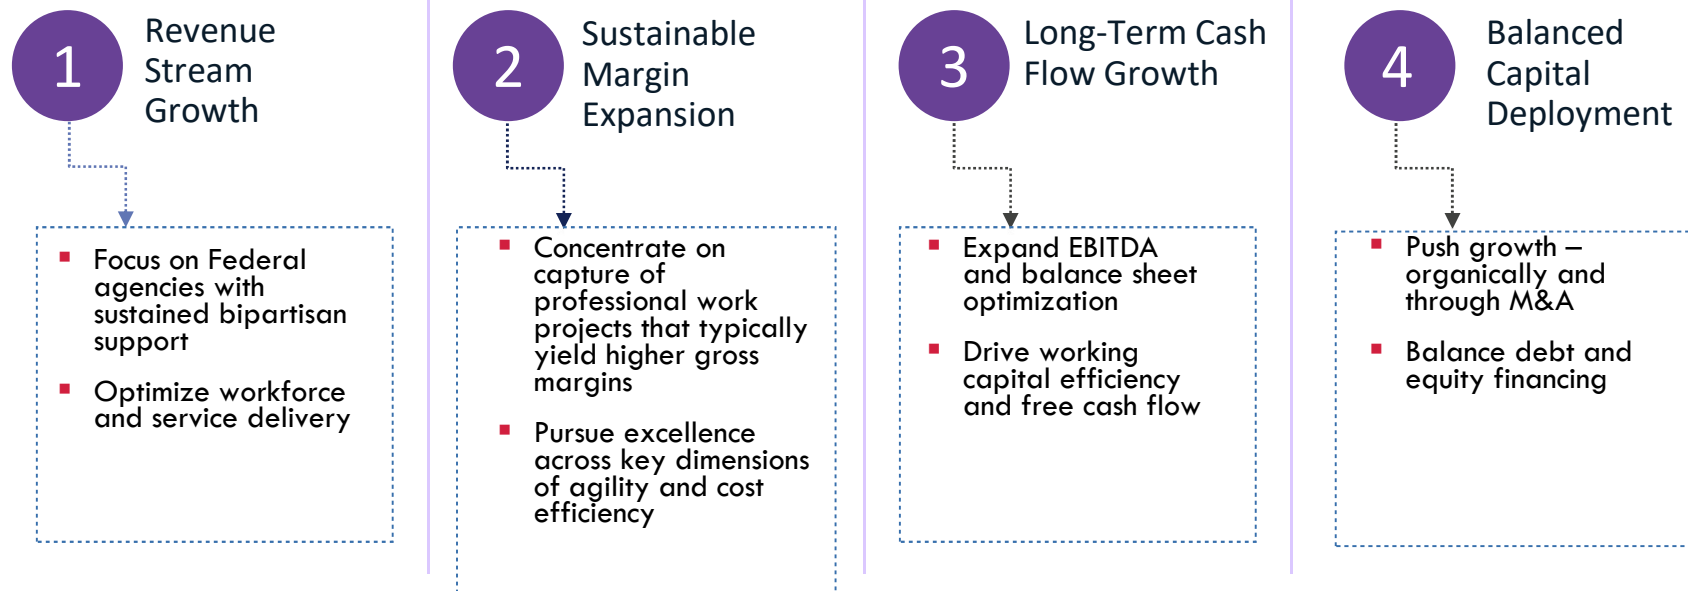 1
Revenue
Stream
Growth
Focus on Federal
agencies with
sustained bipartisan
support
Optimize workforce
and service delivery
2
Sustainable
Margin
Expansion
Concentrate on
capture of
professional work
projects that typically
yield higher gross
margins
Pursue excellence
across key dimensions
of agility and cost
efficiency
3
Long-Term Cash
Flow Growth
Expand EBITDA
and balance sheet
optimization
Drive working
capital efficiency
and free cash flow
4
Balanced
Capital
Deployment
Push growth –
organically and
through M&A
Balance debt and
equity financing